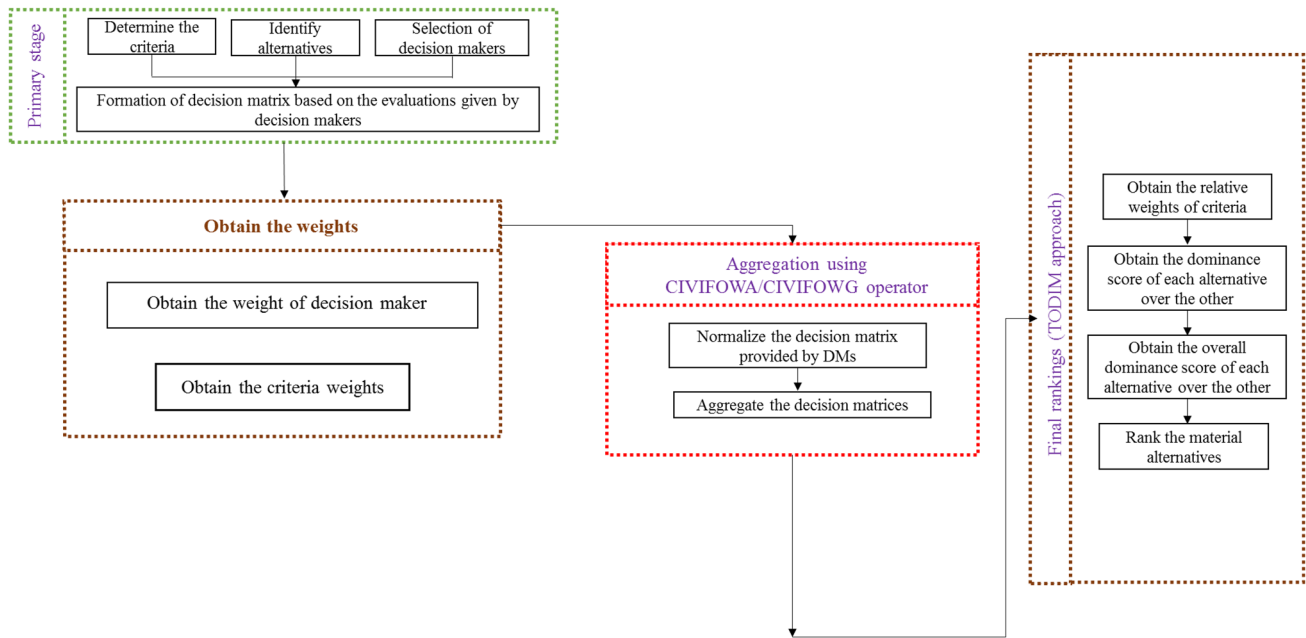 Primary stage
Determine the
criteria
Identify
alternatives
Selection of
decision makers
Formation of decision matrix based on the evaluations given by
decision makers
Obtain the weights
Obtain the weight of decision maker
Obtain the criteria weights
Aggregation using
CIVIFOWA/CIVIFOWG operator
Normalize the decision matrix
provided by DMs
Aggregate the decision matrices
Final rankings (TODIM approach)
Obtain the relative
weights of criteria
Obtain the dominance
score of each alternative
over the other
Obtain the overall
dominance score of each
alternative over the other
Rank the material
alternatives